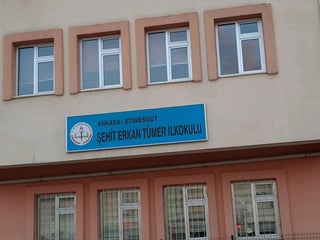 ANKARA - ETİMESGUT
ŞEHİT ERKAN TÜMER İLKOKULU